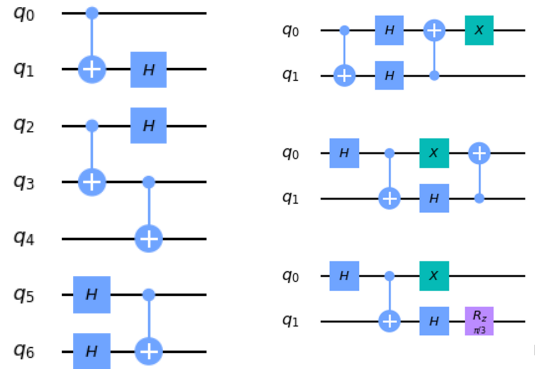 q0
q1 H
q2 H
q3
q4
q5 H
q6 H
q0 H X
q1 H
q0 H X
q1 H
q0 H X
q1 H Rz
π/3